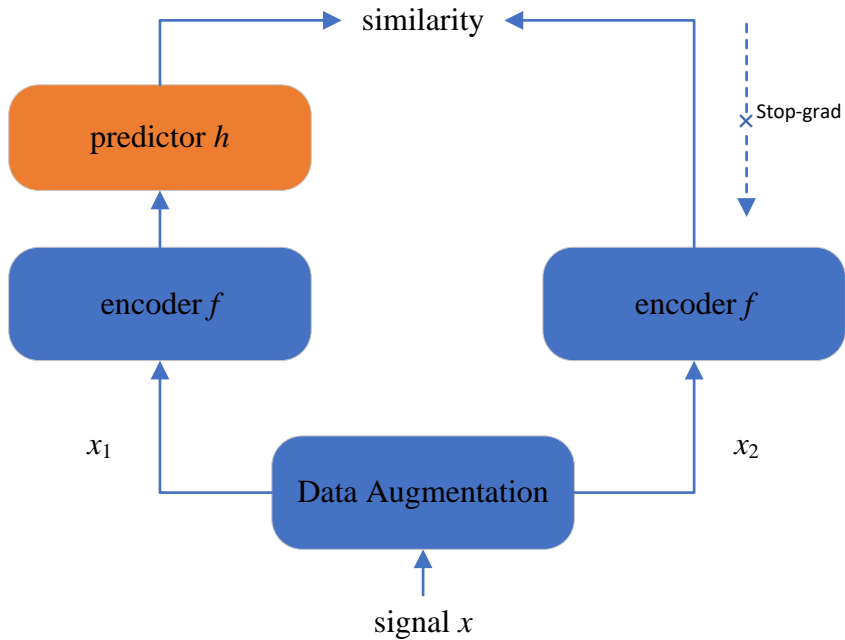 similarity
Stop-grad
predictor h
encoder f
encoder f
x₁
x₂
Data Augmentation
signal x